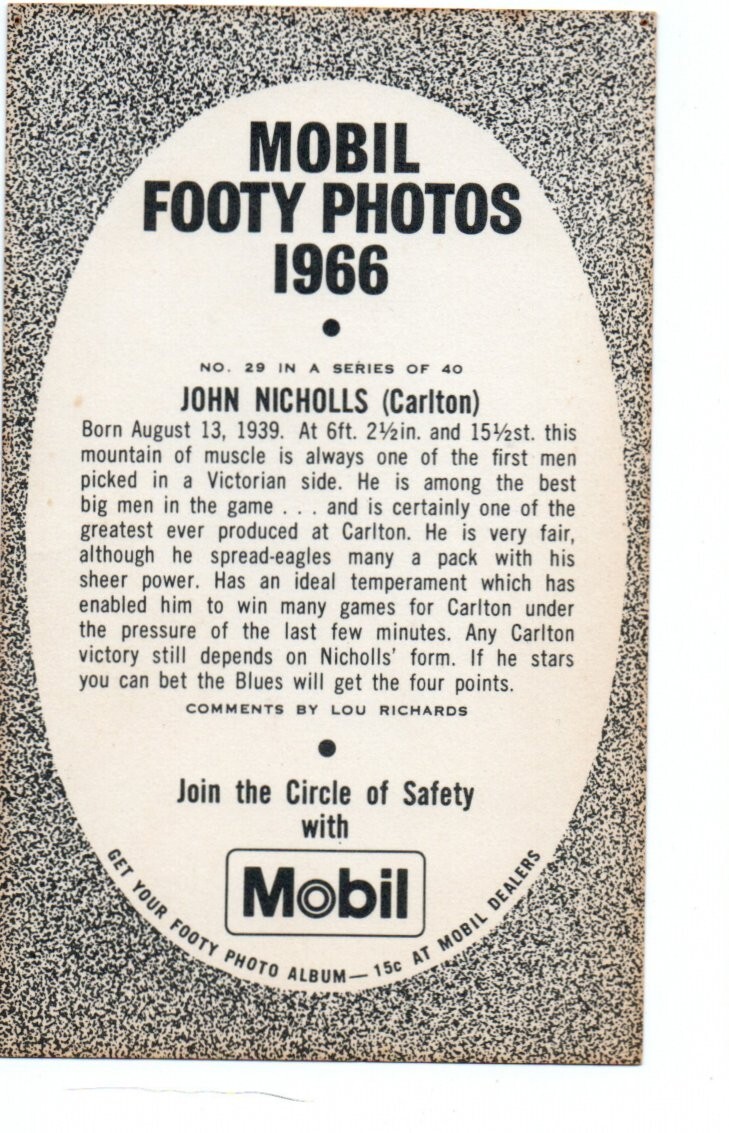 MOBIL
FOOTY PHOTOS
1966
●
NO. 29 IN A SERIES OF 40
JOHN NICHOLLS (Carlton)
Born August 13, 1939. At 6ft. 2½in. and 15½st. this
mountain of muscle is always one of the first men
picked in a Victorian side. He is among the best
big men in the game . . . and is certainly one of the
greatest ever produced at Carlton. He is very fair,
although he spread-eagles many a pack with his
sheer power. Has an ideal temperament which has
enabled him to win many games for Carlton under
the pressure of the last few minutes. Any Carlton
victory still depends on Nicholls' form. If he stars
you can bet the Blues will get the four points.
COMMENTS BY LOU RICHARDS
●
Join the Circle of Safety
with
Mobil
GET YOUR FOOTY PHOTO ALBUM—15c AT MOBIL DEALERS